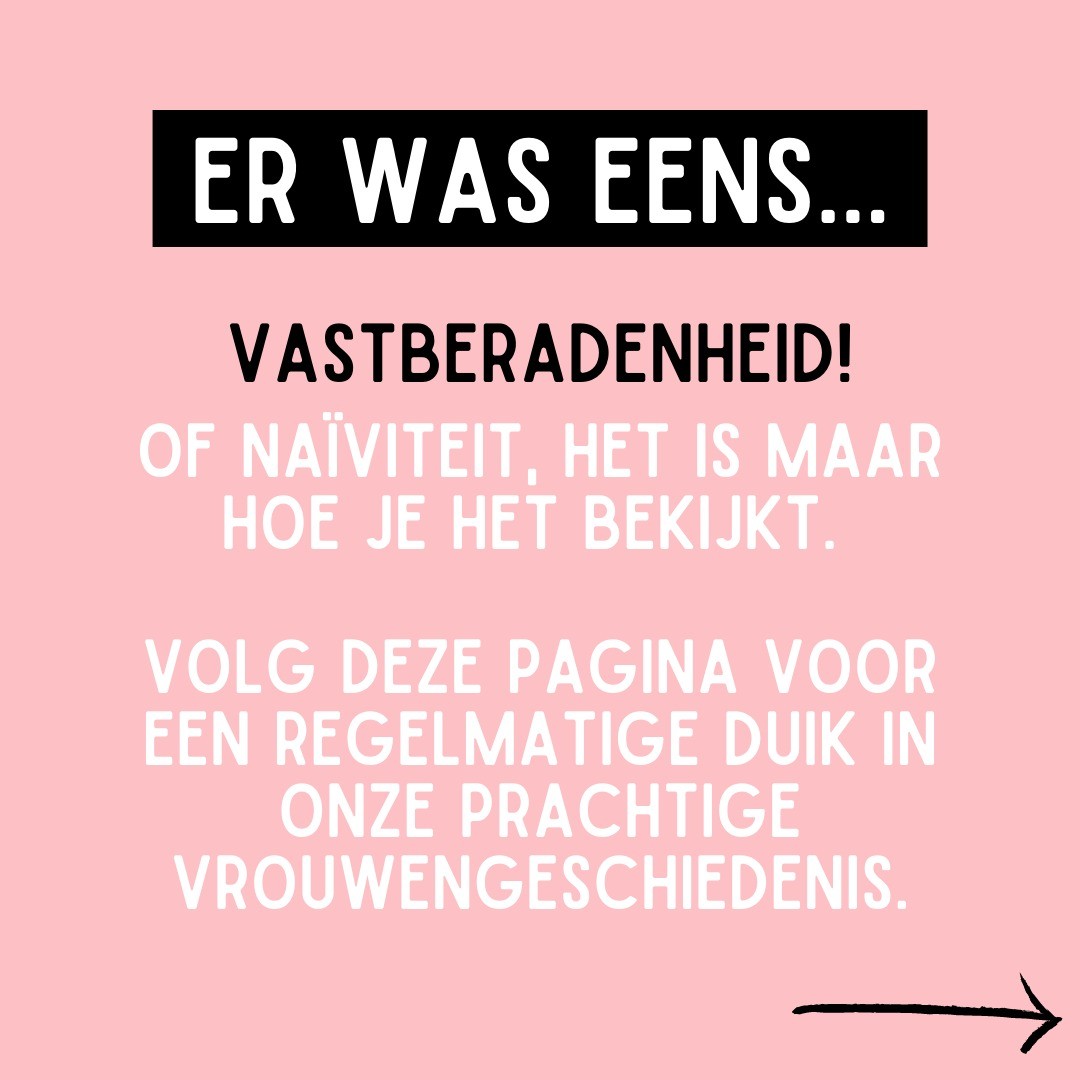 ER WAS EENS...
VASTBERADENHEID!
OF NAÏVITEIT, HET IS MAAR
HOE JE HET BEKIJKT.
VOLG DEZE PAGINA VOOR
EEN REGELMATIGE DUIK IN
ONZE PRACHTIGE
VROUWENGESCHIEDENIS.